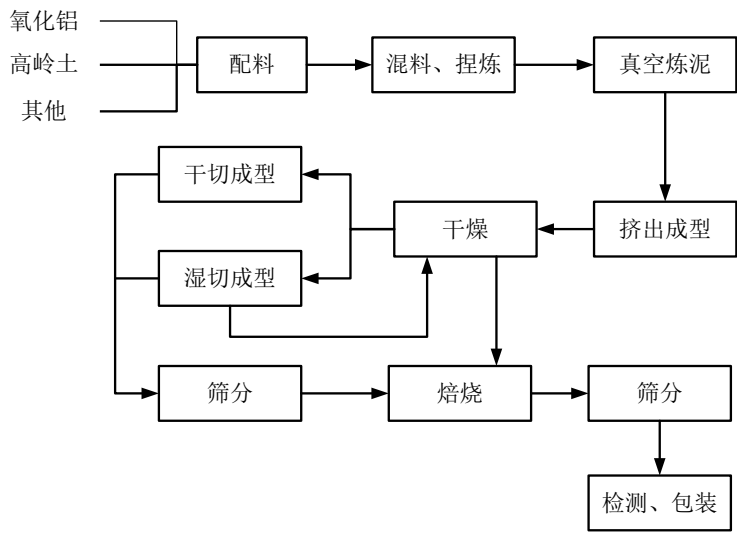 氧化铝
高岭土
其他
配料
混料、捏炼
真空炼泥
干切成型
湿切成型
干燥
挤出成型
筛分
焙烧
筛分
检测、包装